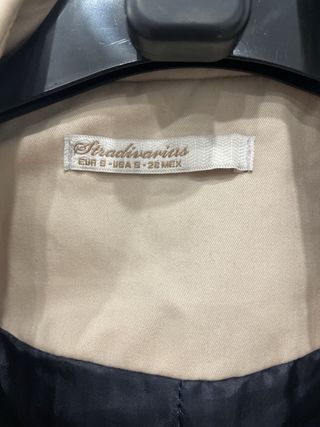 Stradivarius
EUR S - USA S - 26 MEX